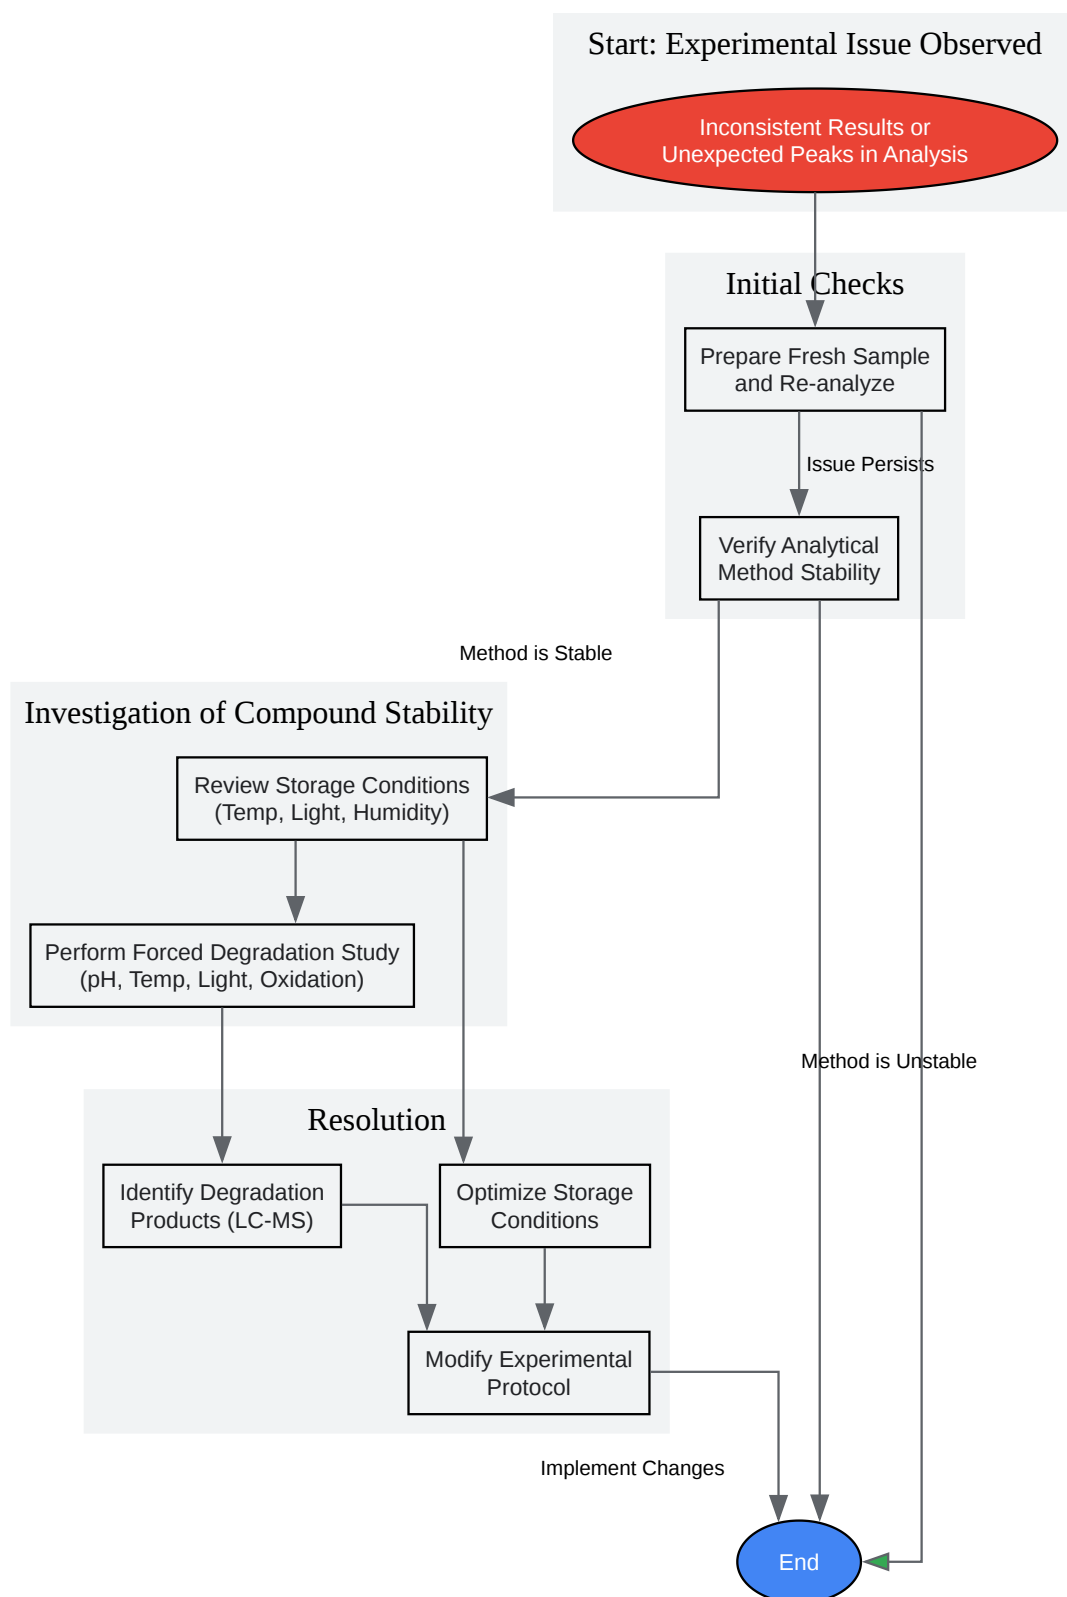 Start: Experimental Issue Observed
Inconsistent Results or
Unexpected Peaks in Analysis
Initial Checks
Prepare Fresh Sample
and Re-analyze
Issue Persists
Verify Analytical
Method Stability
Method is Stable
Investigation of Compound Stability
Review Storage Conditions
(Temp, Light, Humidity)
Perform Forced Degradation Study
(pH, Temp, Light, Oxidation)
Method is Unstable
Resolution
Identify Degradation
Products (LC-MS)
Optimize Storage
Conditions
Modify Experimental
Protocol
Implement Changes
End